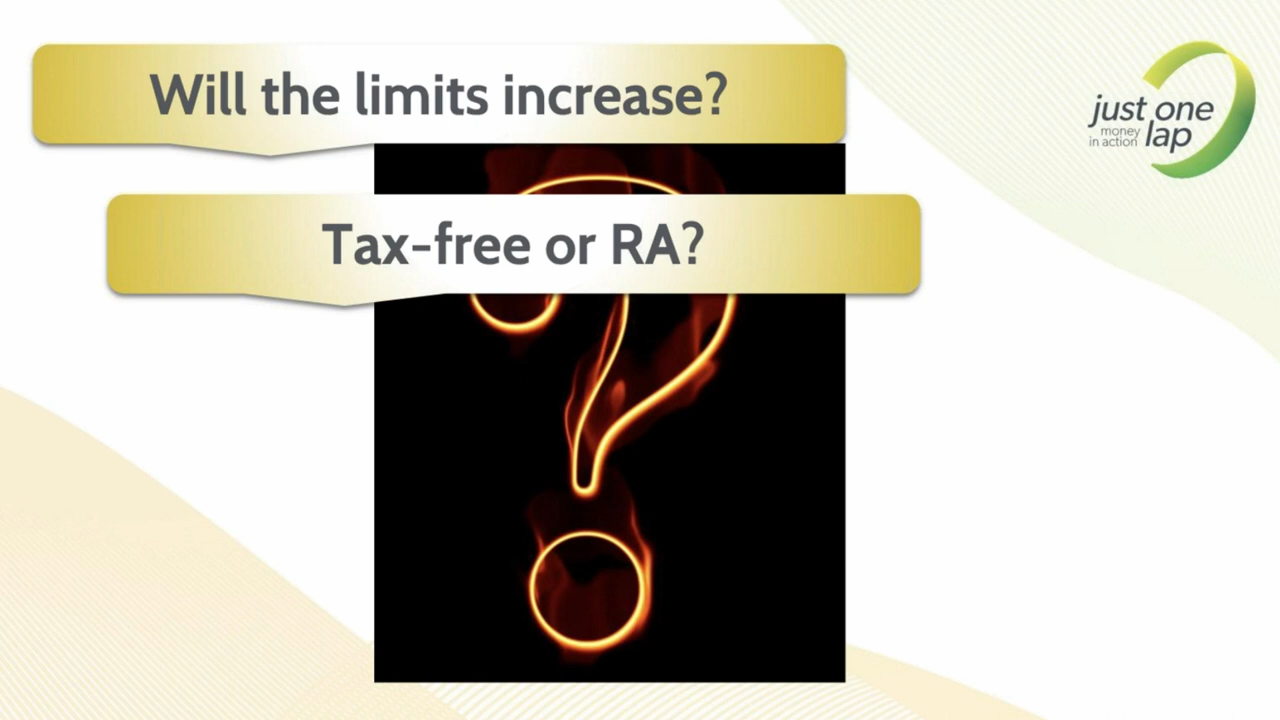 Will the limits increase?
Tax-free or RA?
just one
money
in action lap